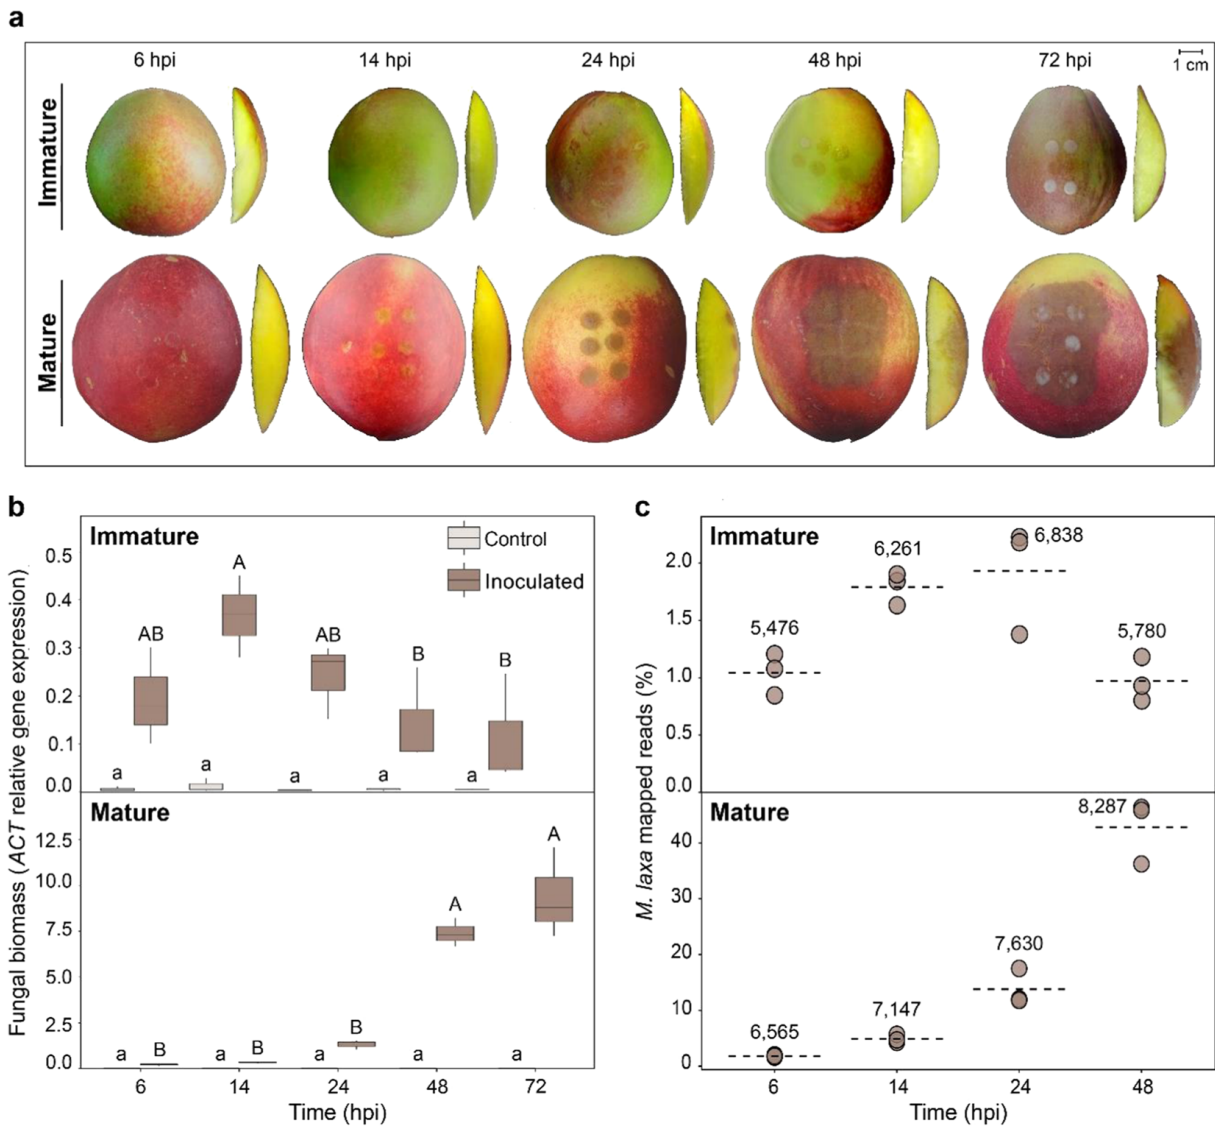 a
6 hpi 14 hpi 24 hpi 48 hpi 72 hpi 1 cm
Immature
Mature
b
Immature
Control
Inoculated
Fungal biomass (ACT relative gene expression)
0.5
0.4
0.3
0.2
0.1
0.0
AB A AB B B
a a a a a
Mature
12.5
10.0
7.5
5.0
2.5
0.0
a B a B a B a A a A
6 14 24 48 72
Time (hpi)
c
Immature
M. laxa mapped reads (%)
2.0
1.5
1.0
0.5
0.0
5,476 6,261 6,838 5,780
Mature
40
30
20
10
0
6,565 7,147 7,630 8,287
6 14 24 48
Time (hpi)